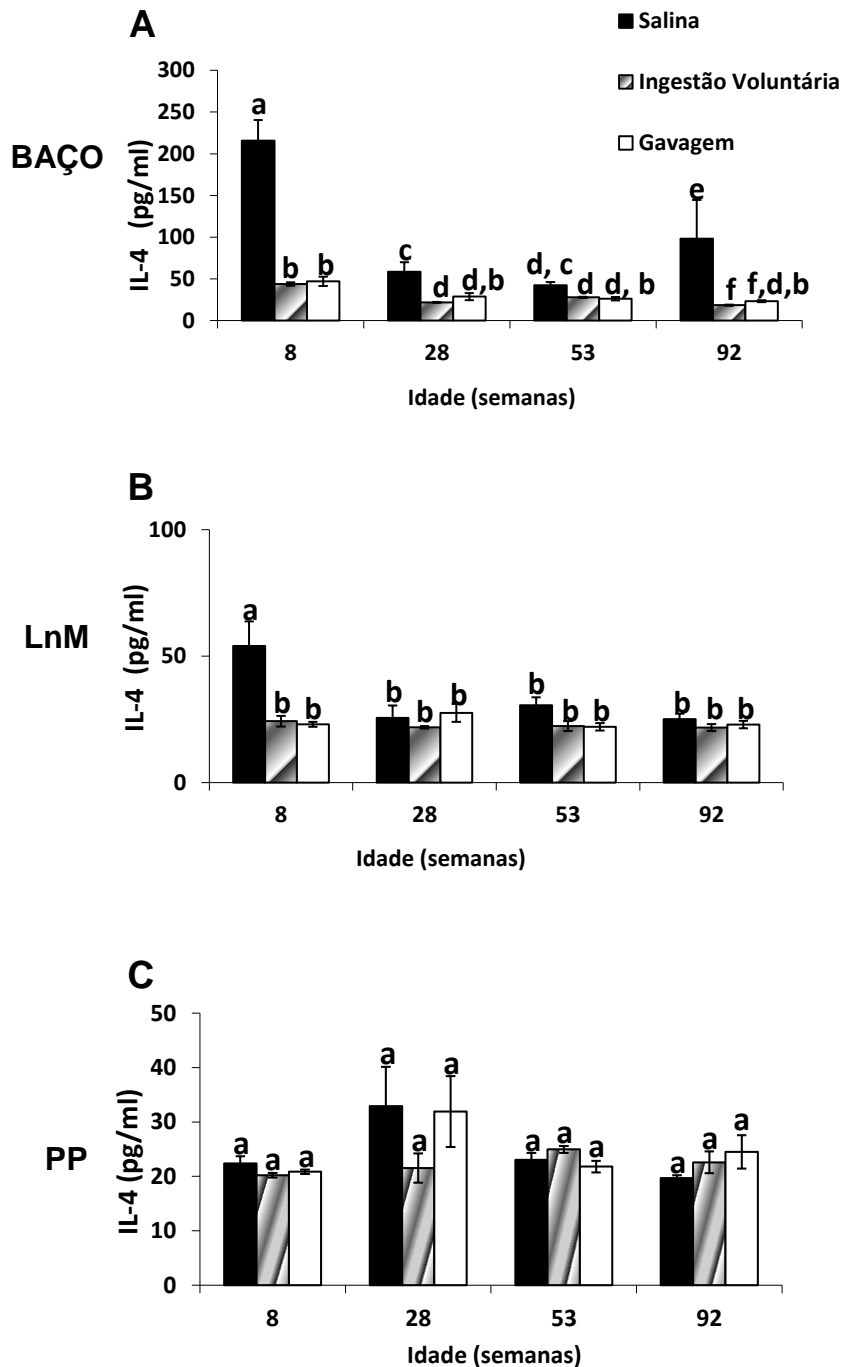 A
Salina
Ingestão Voluntária
Gavagem
BAÇO
IL-4 (pg/ml)
300
250
200
150
100
50
0
a
b b
c
d d,b
d, c
d d, b
e
f f,d,b
8 28 53 92
Idade (semanas)
B
LnM
IL-4 (pg/ml)
100
50
0
a
b b
b b b
b b b
b b b
8 28 53 92
Idade (semanas)
C
PP
IL-4 (pg/ml)
50
40
30
20
10
0
a a a
a a a
a a a
a a a
8 28 53 92
Idade (semanas)